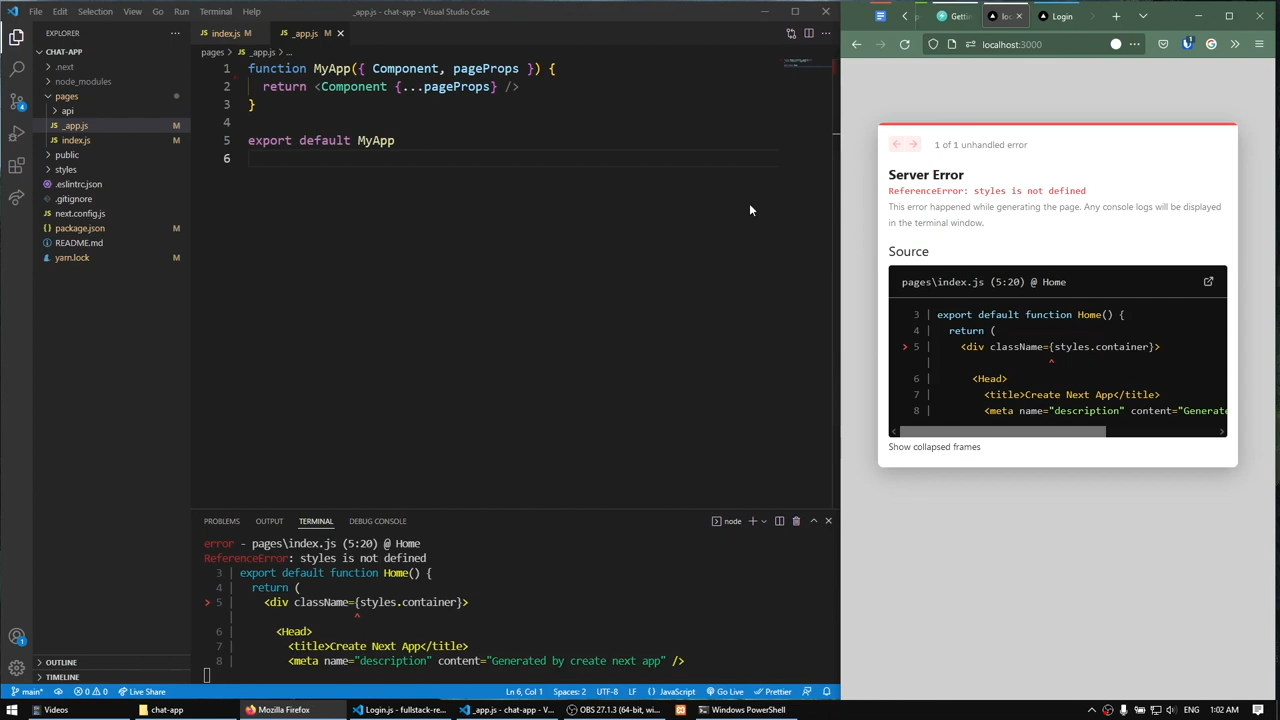 File Edit Selection View Go Run Terminal Help
_app.js - chat-app - Visual Studio Code
EXPLORER
CHAT-APP
.next
node_modules
pages
api
_app.js M
index.js M
public
styles
.eslintrc.json
.gitignore
next.config.js
package.json M
README.md
yarn.lock M
OUTLINE
TIMELINE
index.js M
_app.js M
pages > _app.js > ...
1 function MyApp({ Component, pageProps }) {
2 return <Component {...pageProps} />
3 }
4
5 export default MyApp
6
PROBLEMS OUTPUT TERMINAL DEBUG CONSOLE
node
error - pages\index.js (5:20) @ Home
ReferenceError: styles is not defined
3 | export default function Home() {
4 | return (
> 5 | <div className={styles.container}>
| ^
6 | <Head>
7 | <title>Create Next App</title>
8 | <meta name="description" content="Generated by create next app" />
4
1
main* 0 0 Live Share
Ln 6, Col 1 Spaces: 2 UTF-8 LF { } JavaScript Go Live Prettier
Gettin
loc
Login
localhost:3000
1 of 1 unhandled error
Server Error
ReferenceError: styles is not defined
This error happened while generating the page. Any console logs will be displayed
in the terminal window.
Source
pages\index.js (5:20) @ Home
3 | export default function Home() {
4 | return (
> 5 | <div className={styles.container}>
| ^
6 | <Head>
7 | <title>Create Next App</title>
8 | <meta name="description" content="Generate
Show collapsed frames
Videos
chat-app
Mozilla Firefox
Login.js - fullstack-re...
_app.js - chat-app - V...
OBS 27.1.3 (64-bit, w...
Windows PowerShell
ENG 1:02 AM